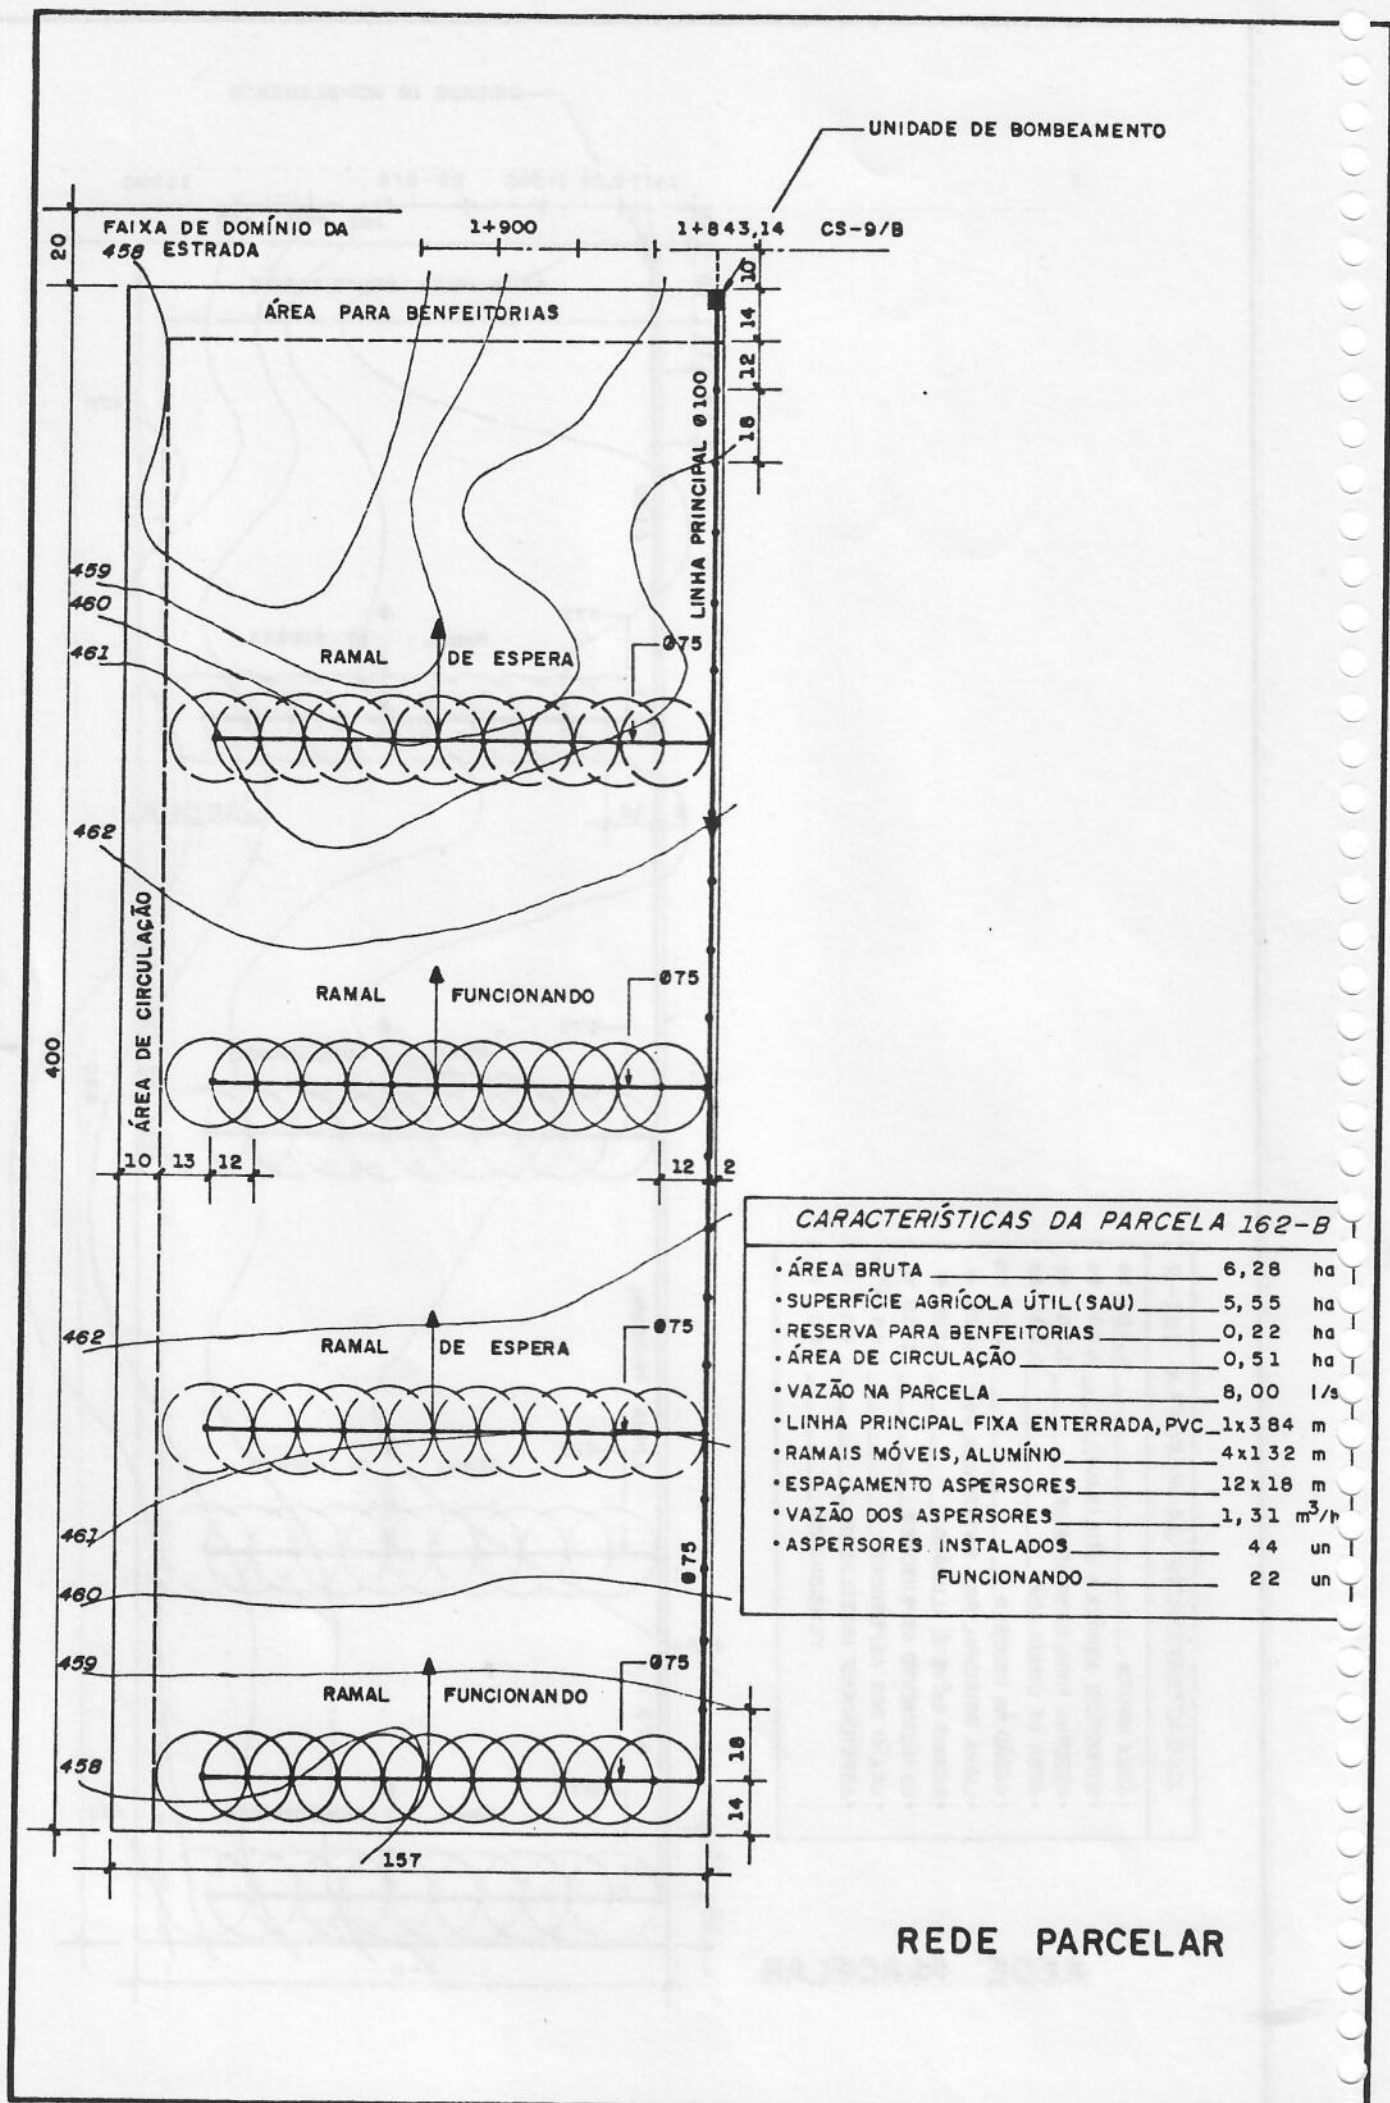 UNIDADE DE BOMBEAMENTO
FAIXA DE DOMÍNIO DA
ESTRADA
458
1+900
1+843,14
CS-9/B
20
10
ÁREA PARA BENFEITORIAS
14
12
18
LINHA PRINCIPAL Ø100
459
460
461
RAMAL DE ESPERA
Ø75
462
ÁREA DE CIRCULAÇÃO
400
RAMAL FUNCIONANDO
Ø75
10
13
12
12
2
CARACTERÍSTICAS DA PARCELA 162-B
• ÁREA BRUTA 6,28 ha
• SUPERFÍCIE AGRÍCOLA ÚTIL(SAU) 5,55 ha
• RESERVA PARA BENFEITORIAS 0,22 ha
• ÁREA DE CIRCULAÇÃO 0,51 ha
• VAZÃO NA PARCELA 8,00 l/s
• LINHA PRINCIPAL FIXA ENTERRADA, PVC 1x384 m
• RAMAIS MÓVEIS, ALUMÍNIO 4x132 m
• ESPAÇAMENTO ASPERSORES 12x18 m
• VAZÃO DOS ASPERSORES 1,31 m³/h
• ASPERSORES INSTALADOS 44 un
FUNCIONANDO 22 un
462
RAMAL DE ESPERA
Ø75
461
Ø75
460
459
RAMAL FUNCIONANDO
Ø75
458
18
14
157
REDE PARCELAR